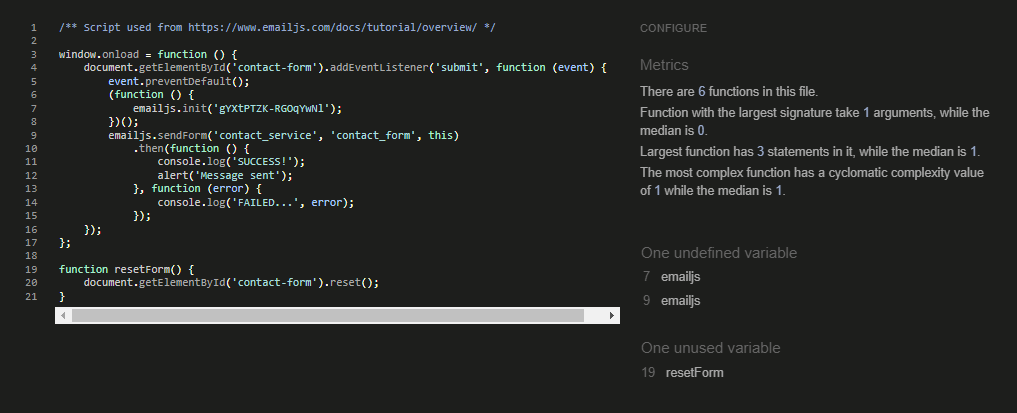 1 /** Script used from https://www.emailjs.com/docs/tutorial/overview/ */
2
3 window.onload = function () {
4     document.getElementById('contact-form').addEventListener('submit', function (event) {
5         event.preventDefault();
6         (function () {
7             emailjs.init('gYXtPTZK-RGOqYwNl');
8         })();
9         emailjs.sendForm('contact_service', 'contact_form', this)
10             .then(function () {
11                 console.log('SUCCESS!');
12                 alert('Message sent');
13             }, function (error) {
14                 console.log('FAILED...', error);
15             });
16     });
17 };
18
19 function resetForm() {
20     document.getElementById('contact-form').reset();
21 }
CONFIGURE
Metrics
There are 6 functions in this file.
Function with the largest signature take 1 arguments, while the
median is 0.
Largest function has 3 statements in it, while the median is 1.
The most complex function has a cyclomatic complexity value
of 1 while the median is 1.
One undefined variable
7 emailjs
9 emailjs
One unused variable
19 resetForm